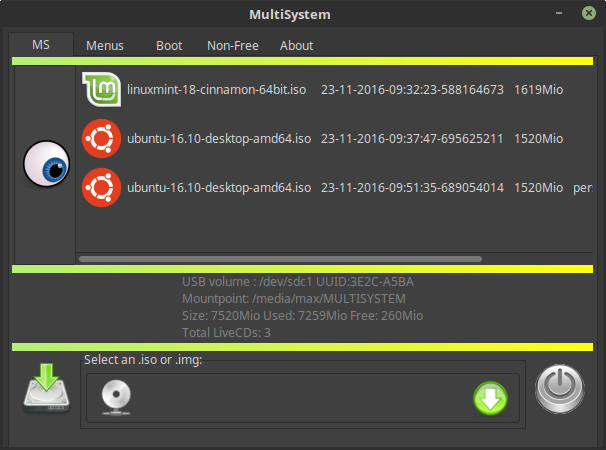 MultiSystem
MS Menus Boot Non-Free About
linuxmint-18-cinnamon-64bit.iso 23-11-2016-09:32:23-588164673 1619Mio
ubuntu-16.10-desktop-amd64.iso 23-11-2016-09:37:47-695625211 1520Mio
ubuntu-16.10-desktop-amd64.iso 23-11-2016-09:51:35-689054014 1520Mio per
USB volume : /dev/sdc1 UUID:3E2C-A5BA
Mountpoint: /media/max/MULTISYSTEM
Size: 7520Mio Used: 7259Mio Free: 260Mio
Total LiveCDs: 3
Select an .iso or .img: